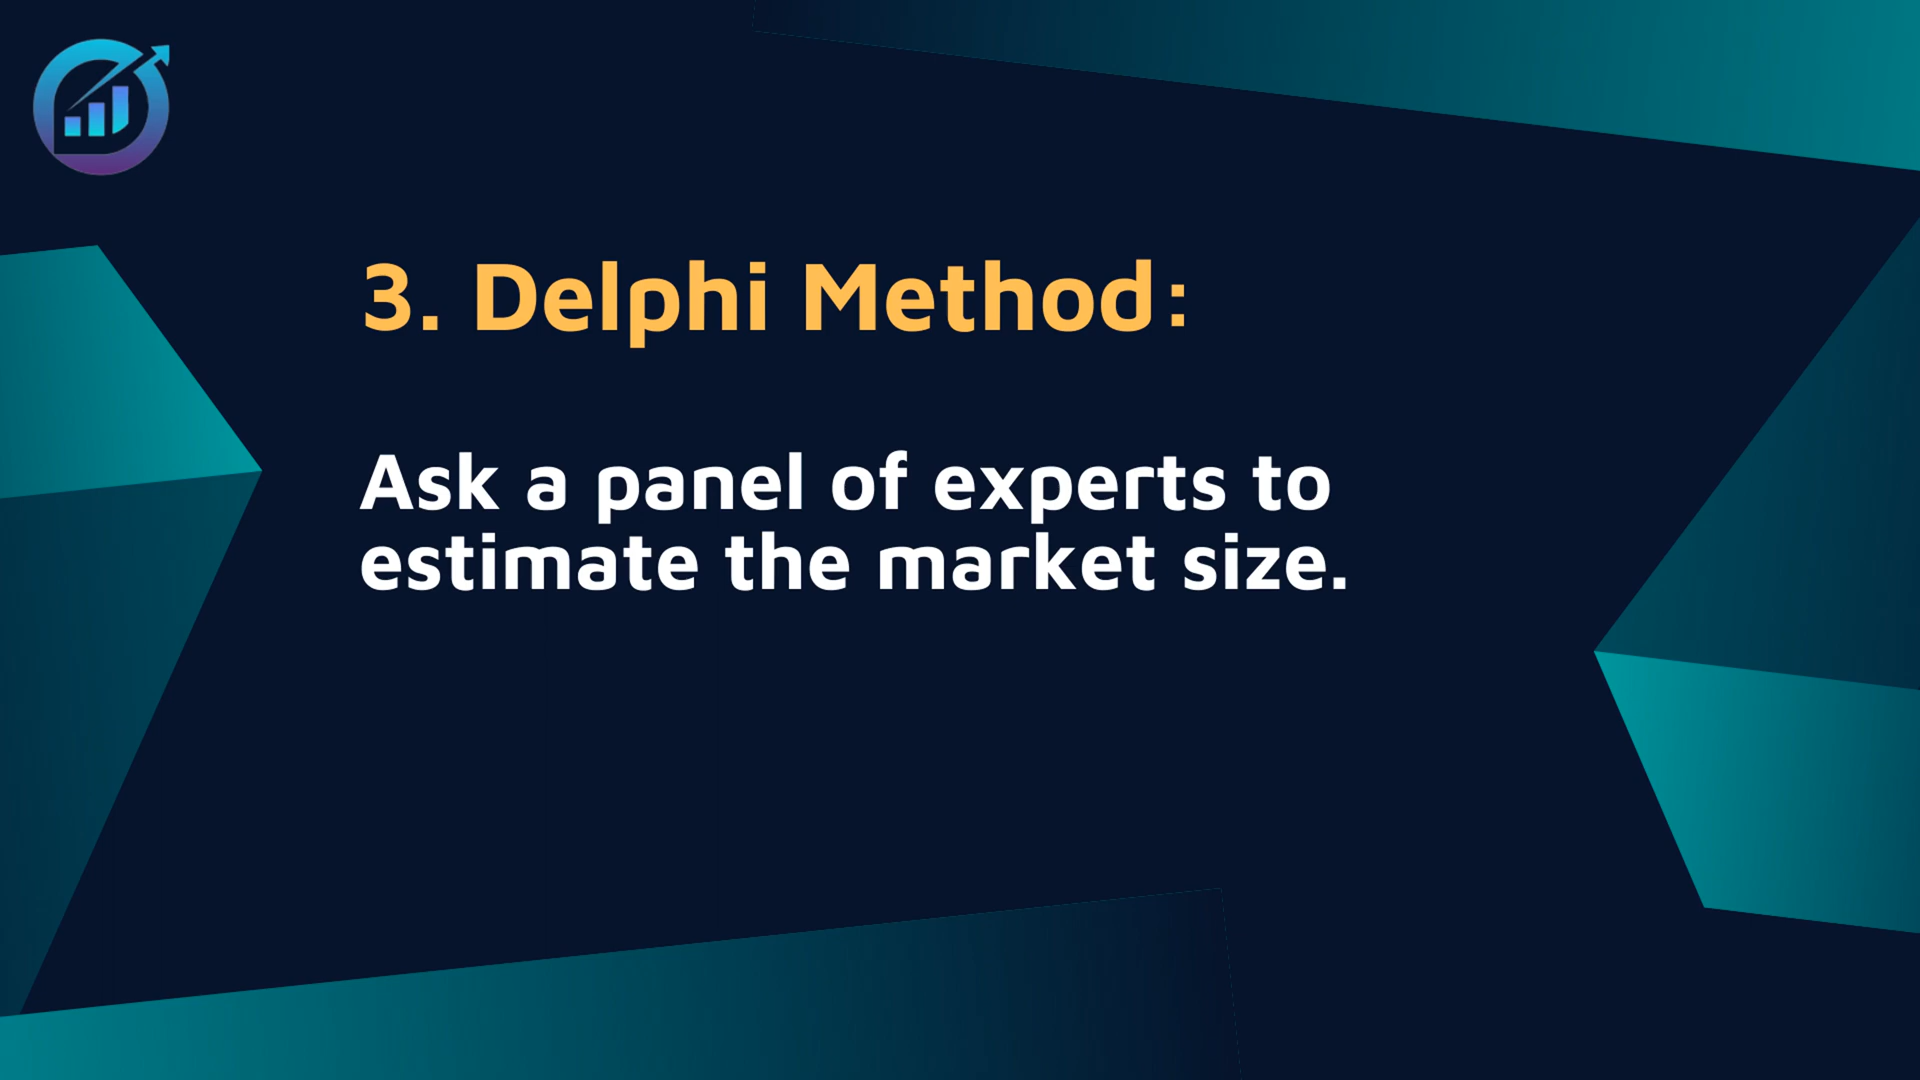 3. Delphi Method:
Ask a panel of experts to
estimate the market size.